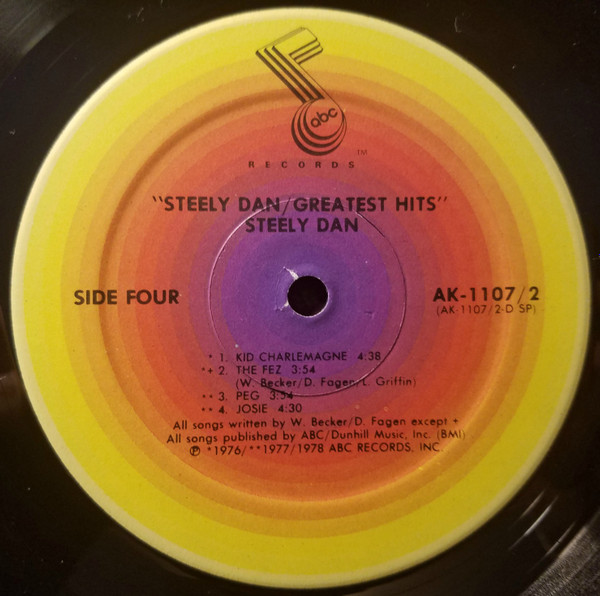 abc
TM
RECORDS
"STEELY DAN/GREATEST HITS"
STEELY DAN
SIDE FOUR
AK-1107/2
(AK-1107/2-D SP)
* 1. KID CHARLEMAGNE 4:38
*+ 2. THE FEZ 3:54
(W. Becker/D. Fagen/L. Griffin)
** 3. PEG 3:54
** 4. JOSIE 4:30
All songs written by W. Becker/D. Fagen except +
All songs published by ABC/Dunhill Music, Inc. (BMI)
℗ *1976/**1977/1978 ABC RECORDS, INC.